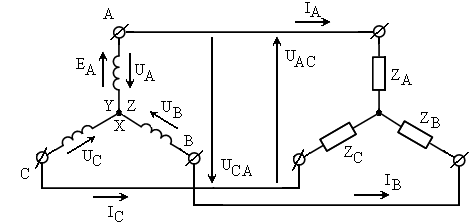 A
I_A
E_A
U_A
U_AC
Z_A
Y
Z
U_B
X
Z_B
B
U_C
Z_C
C
U_CA
I_B
I_C